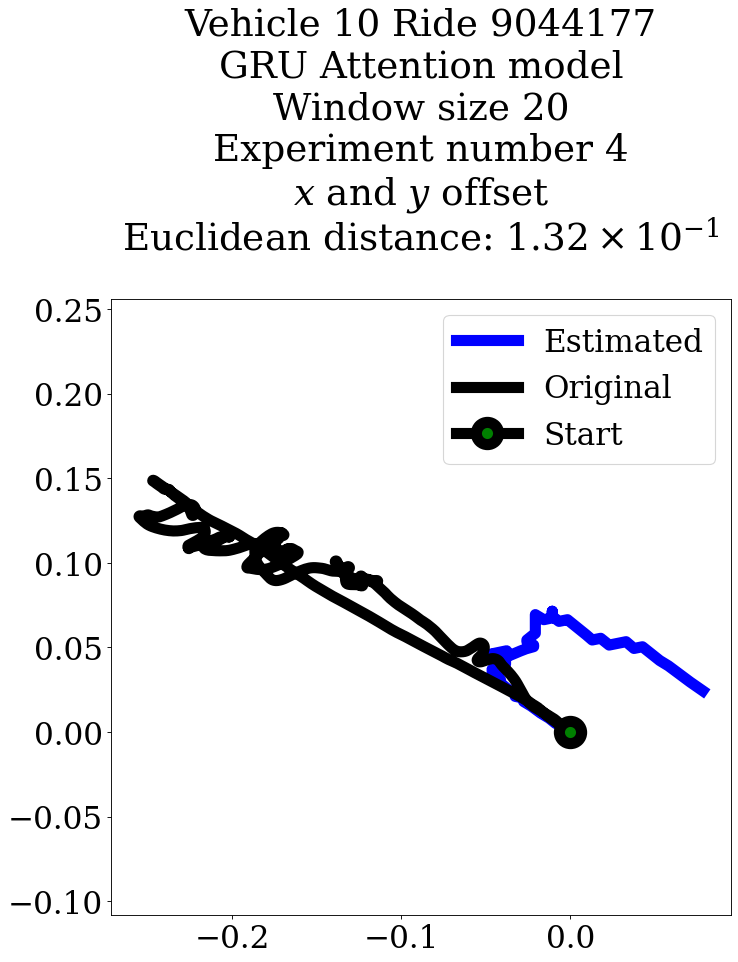 Vehicle 10 Ride 9044177
GRU Attention model
Window size 20
Experiment number 4
x and y offset
Euclidean distance: 1.32 × 10⁻¹
0.25
0.20
0.15
0.10
0.05
0.00
−0.05
−0.10
−0.2
−0.1
0.0
Estimated
Original
Start